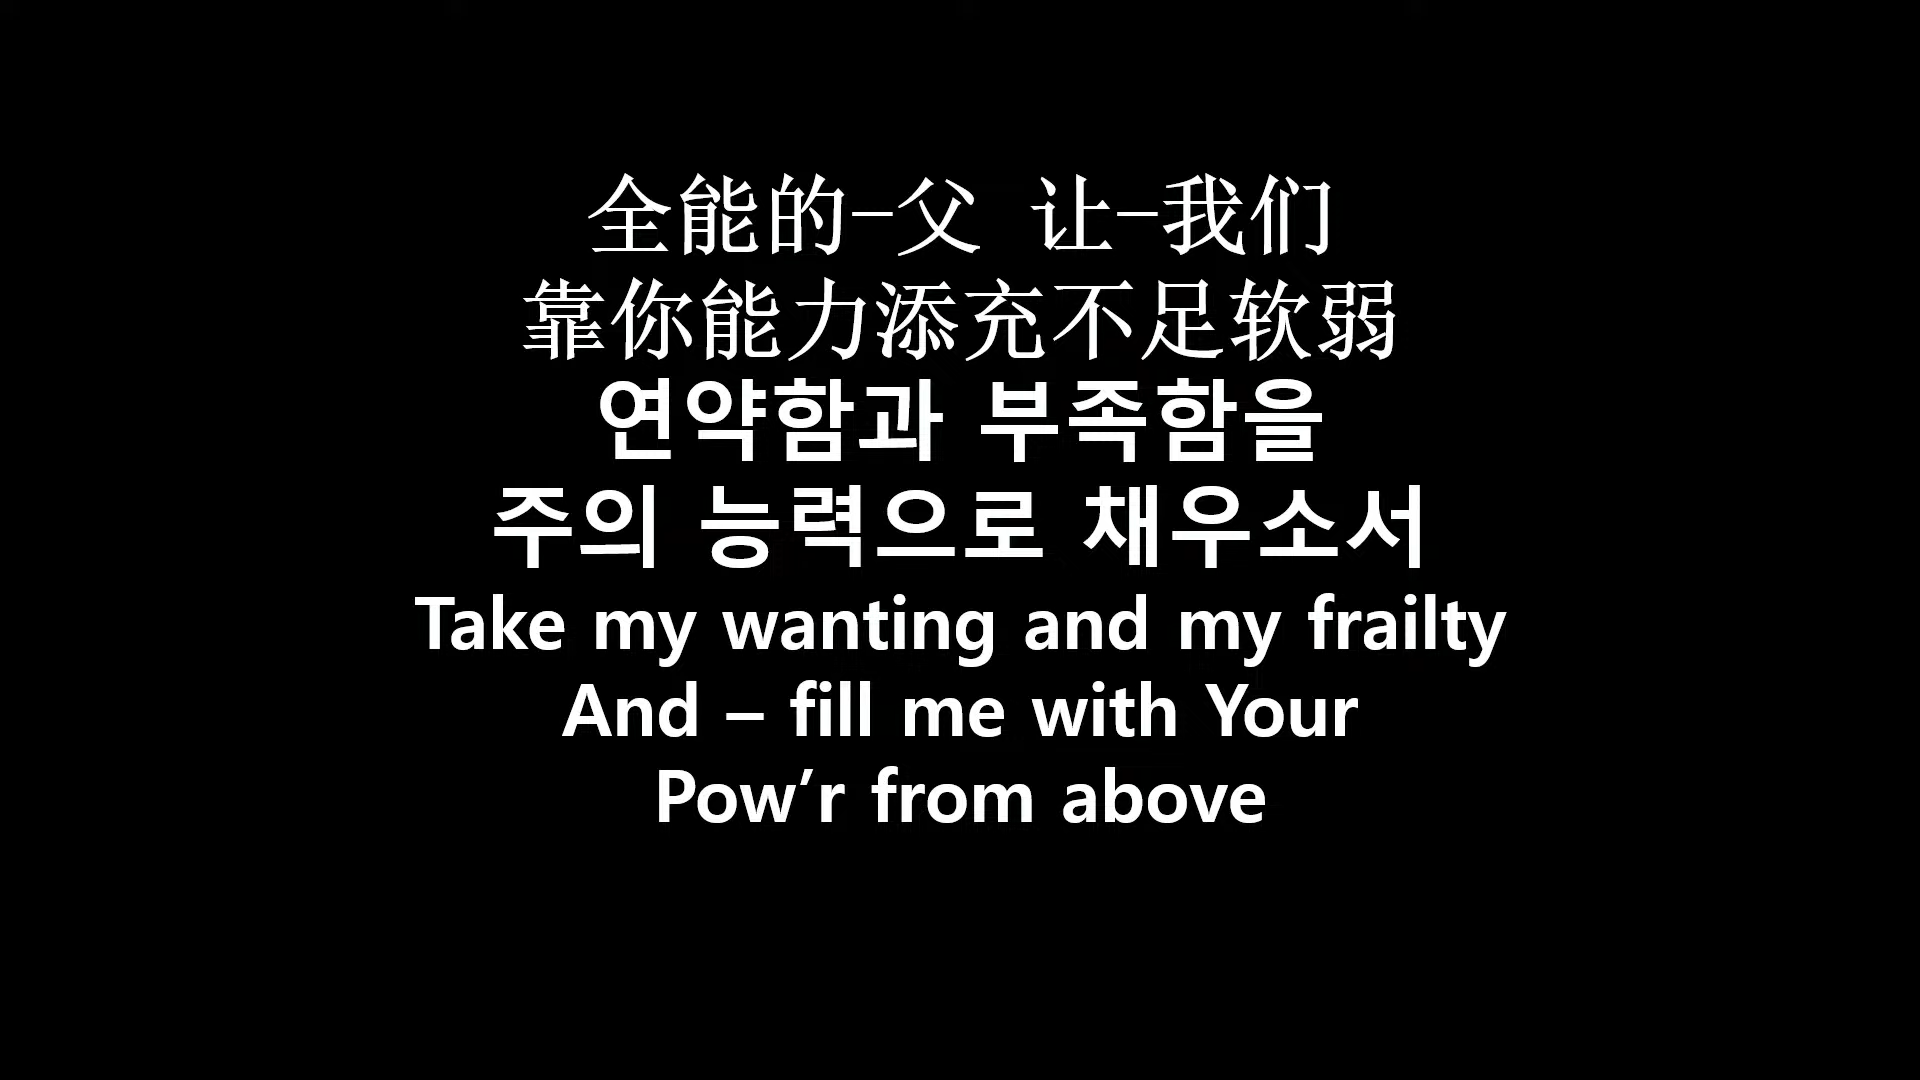 全能的-父 让-我们
靠你能力添充不足软弱
연약함과 부족함을
주의 능력으로 채우소서
Take my wanting and my frailty
And – fill me with Your
Pow’r from above